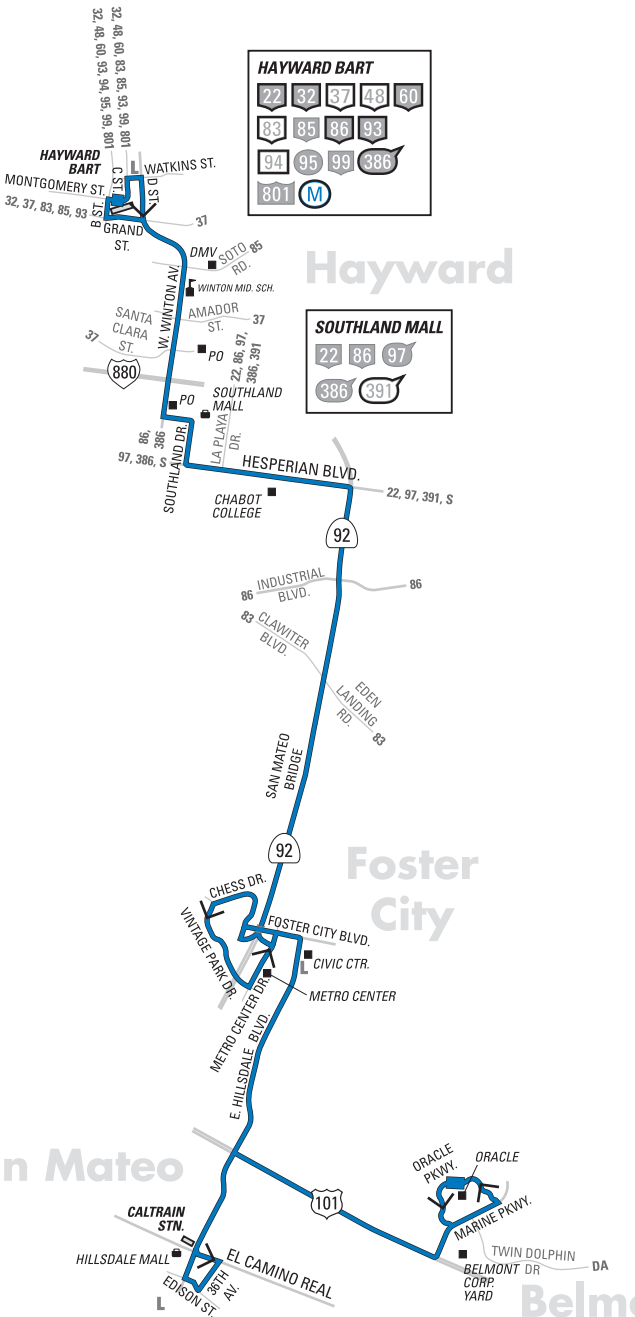 32, 48, 60, 93, 94, 95, 99, 801
32, 48, 60, 83, 85, 93, 99, 801
HAYWARD
BART
C ST.
L
WATKINS ST.
MONTGOMERY ST.
D ST.
32, 37, 83, 85, 93
B ST.
GRAND
ST.
37
HAYWARD BART
22 32 37 48 60
83 85 86 93
94 95 99 386
801 M
DMV
SOTO
RD.
85
Hayward
WINTON MID. SCH.
W. WINTON AV.
SANTA
CLARA
ST.
AMADOR
ST.
37
37
PO
880
22, 86, 97,
386, 391
SOUTHLAND MALL
22 86 97
386 391
PO
SOUTHLAND
MALL
86,
386
97, 386, S
SOUTHLAND DR.
LA PLAYA
DR.
HESPERIAN BLVD.
22, 97, 391, S
CHABOT
COLLEGE
92
INDUSTRIAL
BLVD.
86
86
83
CLAWITER
BLVD.
EDEN
LANDING
RD.
83
SAN MATEO
BRIDGE
92
Foster
City
CHESS DR.
VINTAGE PARK DR.
FOSTER CITY BLVD.
CIVIC CTR.
L
METRO CENTER
METRO CENTER DR.
E. HILLSDALE BLVD.
n Mateo
101
ORACLE
PKWY.
ORACLE
MARINE PKWY.
CALTRAIN
STN.
HILLSDALE MALL
EL CAMINO REAL
36TH
AV.
EDISON ST.
L
TWIN DOLPHIN
DR
DA
BELMONT
CORP.
YARD
Belmo